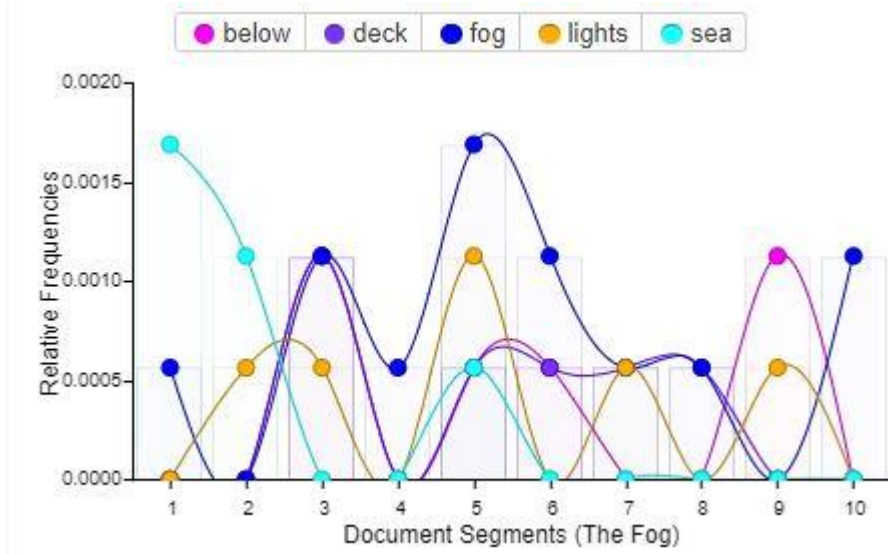 below deck fog lights sea
0.0020
0.0015
0.0010
0.0005
0.0000
Relative Frequencies
1 2 3 4 5 6 7 8 9 10
Document Segments (The Fog)